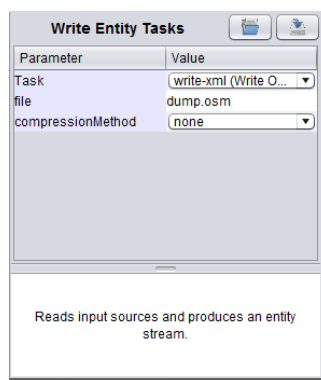 Write Entity Tasks
Parameter Value
Task write-xml (Write O...
file dump.osm
compressionMethod none
Reads input sources and produces an entity
stream.